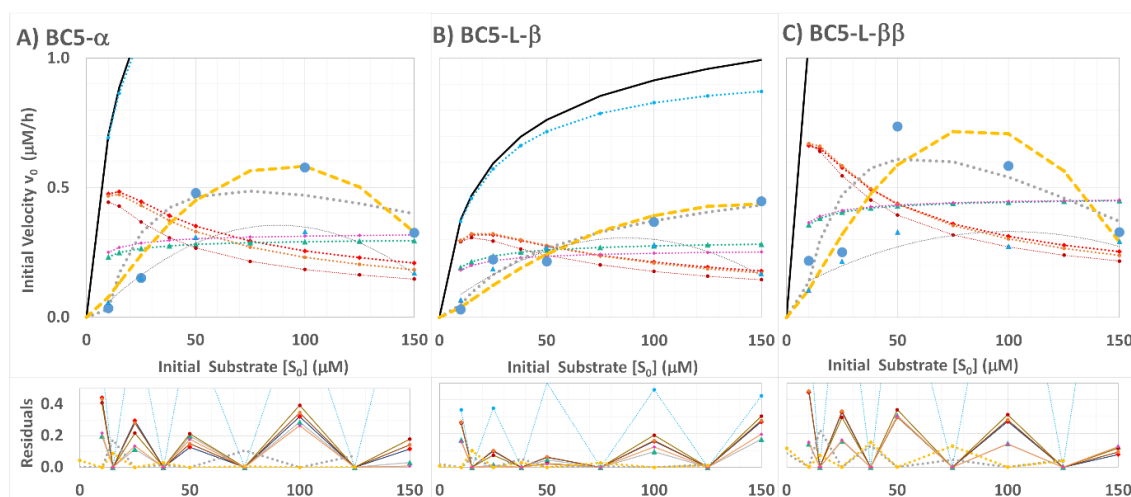 A) BC5-α
B) BC5-L-β
C) BC5-L-ββ
Initial Velocity v₀ (μM/h)
1.0
0.5
0.0
0 50 100 150
0 50 100 150
0 50 100 150
Initial Substrate [S₀] (μM)
Initial Substrate [S₀] (μM)
Initial Substrate [S₀] (μM)
Residuals
0.4
0.2
0.0
0 50 100 150
0 50 100 150
0 50 100 150